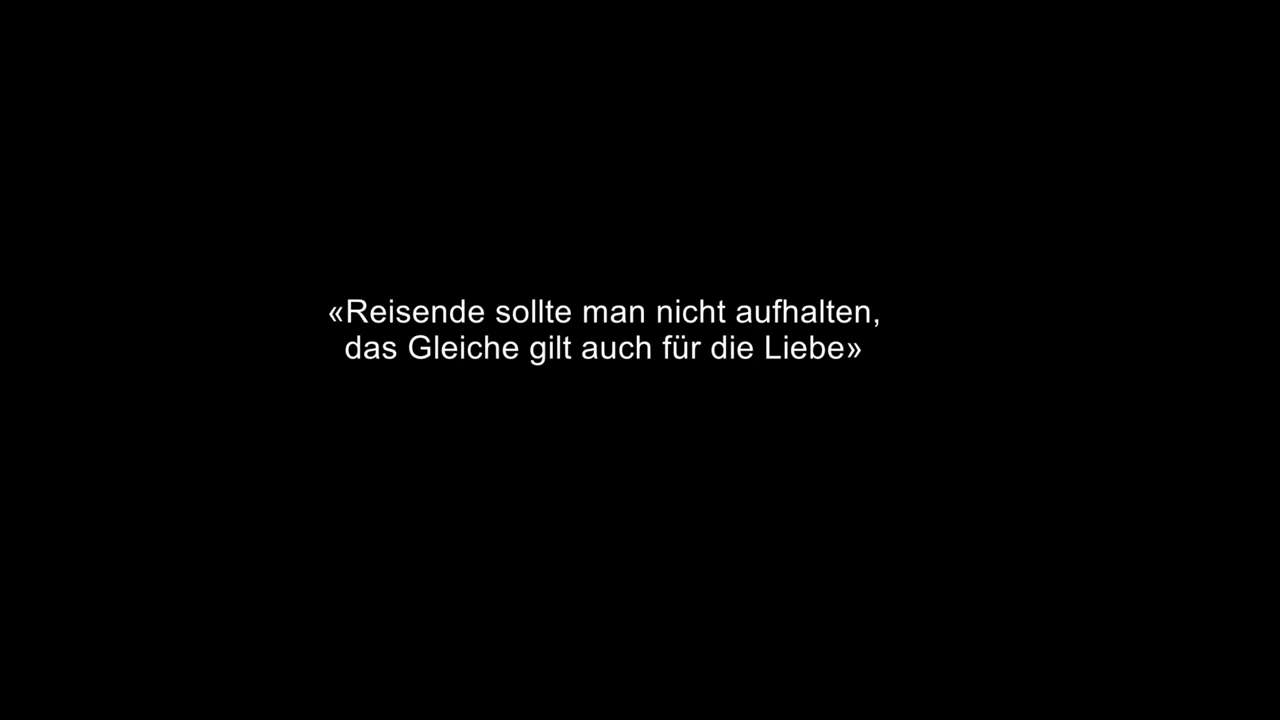 «Reisende sollte man nicht aufhalten,
das Gleiche gilt auch für die Liebe»